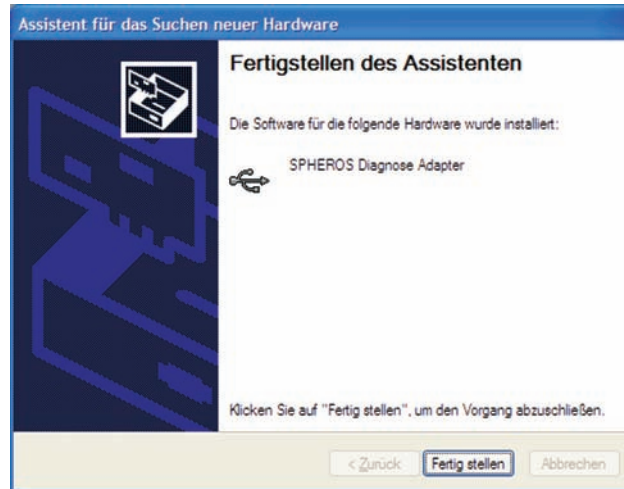 Assistent für das Suchen neuer Hardware
Fertigstellen des Assistenten
Die Software für die folgende Hardware wurde installiert:
SPHEROS Diagnose Adapter
Klicken Sie auf "Fertig stellen", um den Vorgang abzuschließen.
< Zurück Fertig stellen Abbrechen